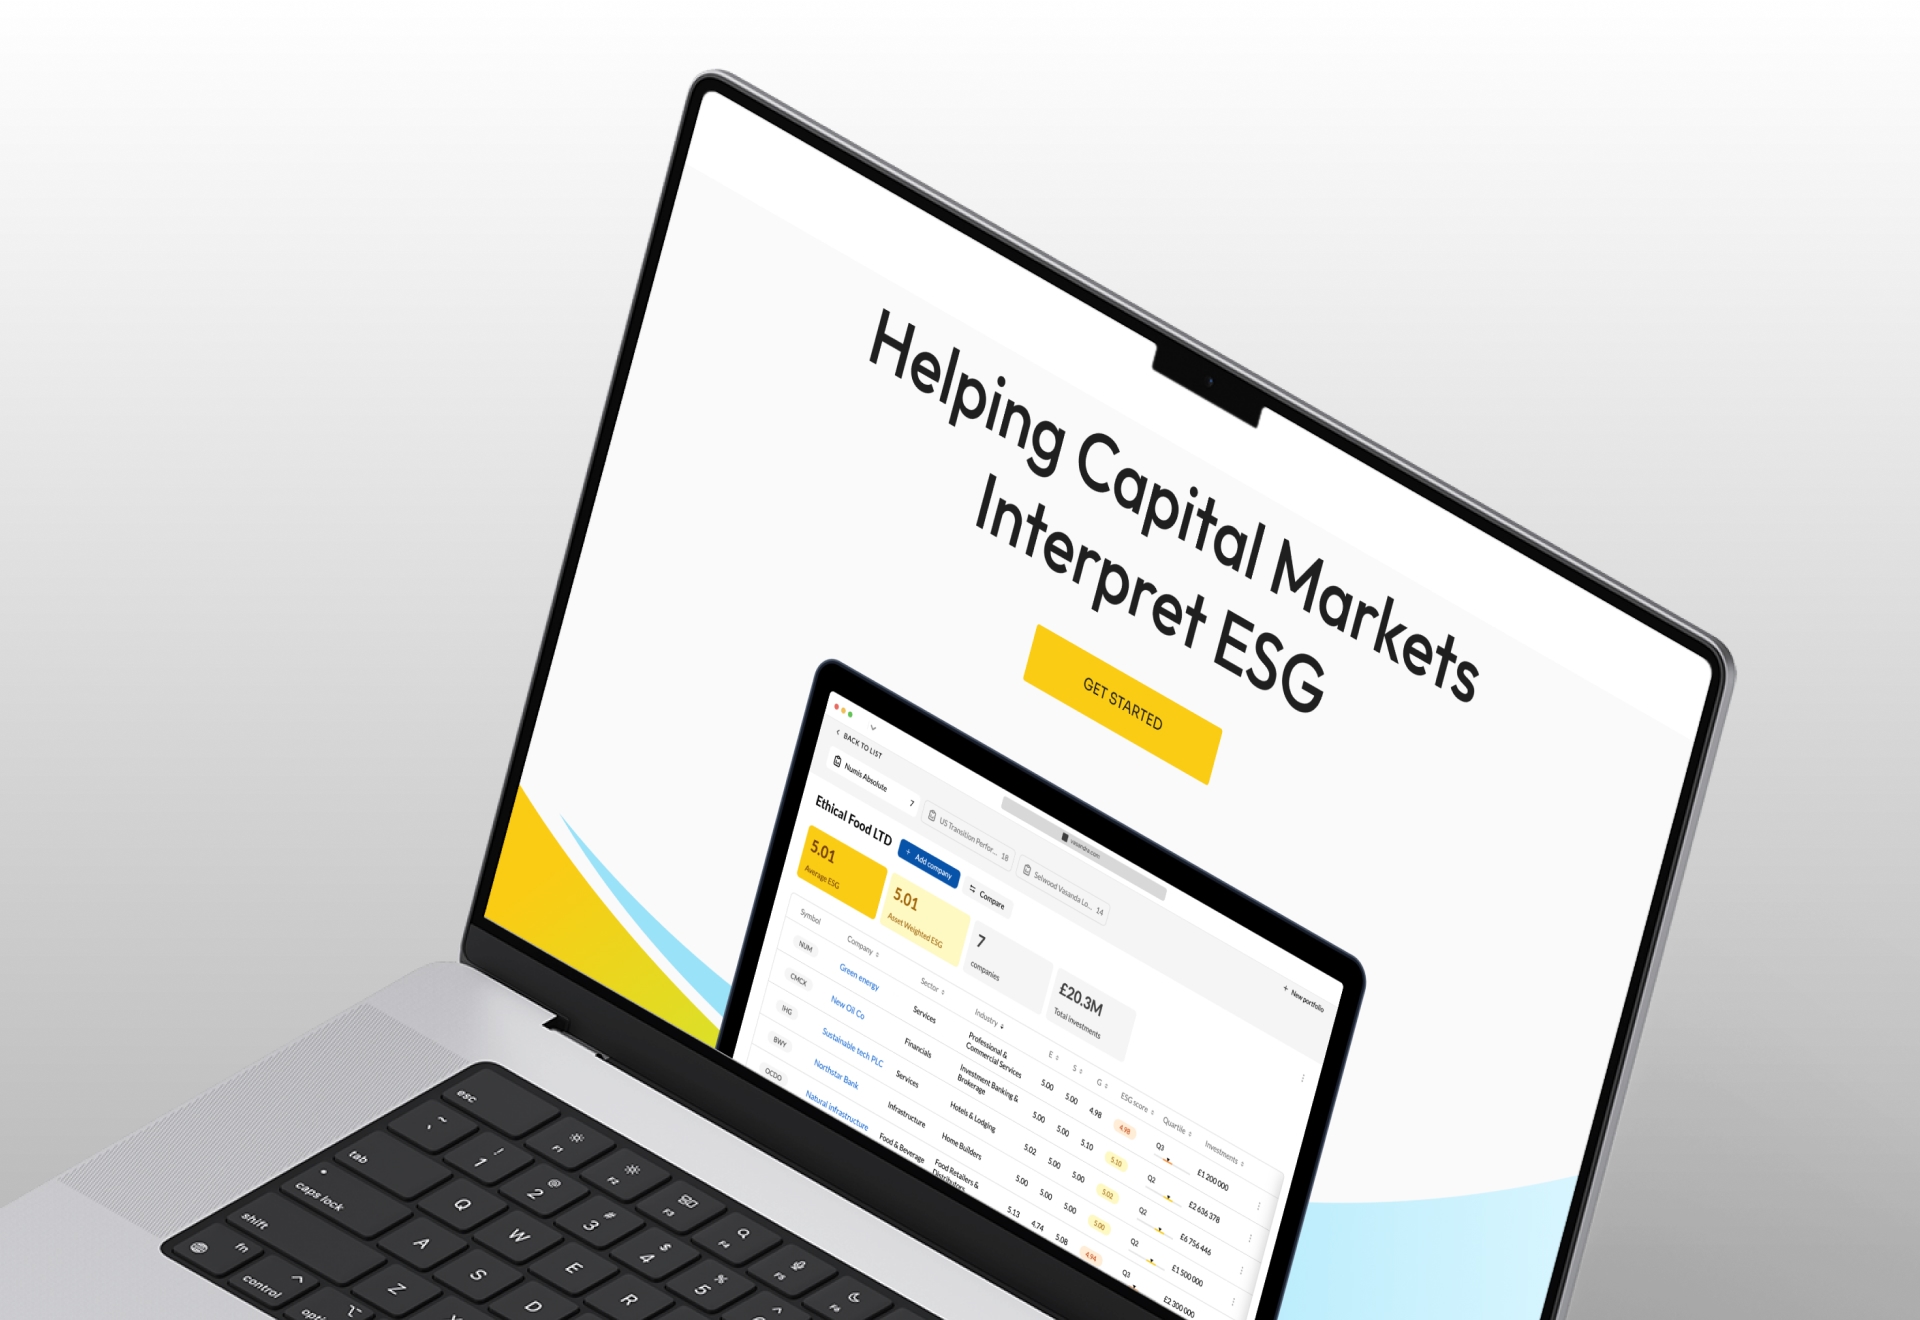 Helping Capital Markets
Interpret ESG
GET STARTED
vasandra.com
BACK TO LIST
Numis Absolute 7
US Transition Perfor... 18
Selwood Vasanda Lo... 14
+ New portfolio
Ethical Food LTD
+ Add company
Compare
5.01
Average ESG
5.01
Asset Weighted ESG
7
companies
£20.3M
Total investments
Symbol Company Sector Industry E S G ESG score Quartile Investments
NUM Green energy Services Professional & Commercial Services 5.00 5.00 4.98 4.98 Q3 £1 200 000
CMCX New Oil Co Financials Investment Banking & Brokerage 5.00 5.00 5.10 5.10 Q2 £2 636 378
IHG Sustainable tech PLC Services Hotels & Lodging 5.02 5.00 5.00 5.02 Q2 £6 756 446
BWY Northstar Bank Infrastructure Home Builders 5.00 5.00 5.00 5.00 Q2 £1 500 000
OCDO Natural infrastructure Food & Beverage Food Retailers & Distributors 5.13 4.74 5.08 4.94 Q3 £2 300 000
esc F1 F2 F3 F4 F5 F6
~ ! 1 @ 2 # 3 $ 4 % 5 ^
tab Q W E R
caps lock A S D
shift Z
fn control